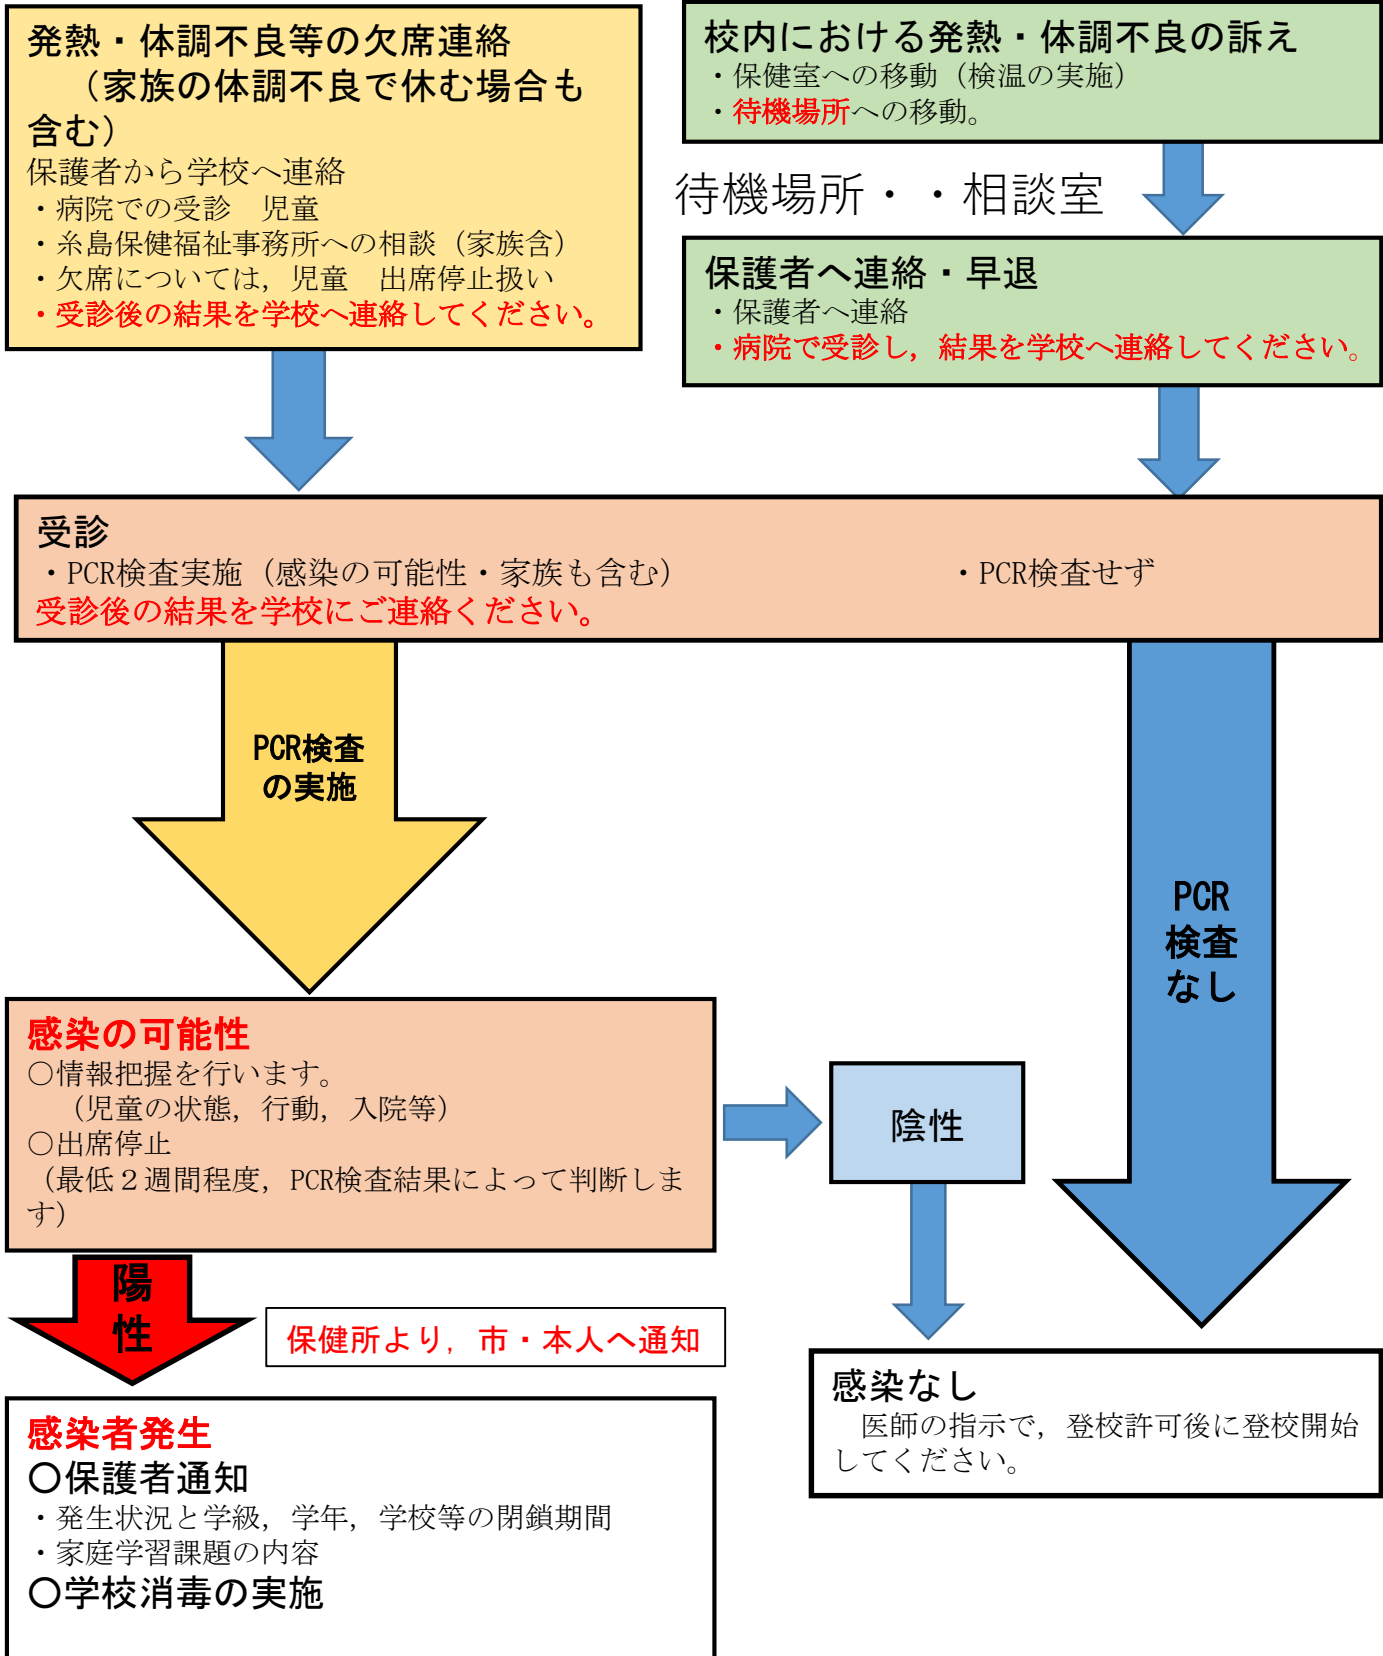 発熱・体調不良等の欠席連絡
（家族の体調不良で休む場合も
含む）
保護者から学校へ連絡
・病院での受診　児童
・糸島保健福祉事務所への相談（家族含）
・欠席については，児童　出席停止扱い
・受診後の結果を学校へ連絡してください。
校内における発熱・体調不良の訴え
・保健室への移動（検温の実施）
・待機場所への移動。
待機場所・・相談室
保護者へ連絡・早退
・保護者へ連絡
・病院で受診し，結果を学校へ連絡してください。
受診
・PCR検査実施（感染の可能性・家族も含む）　・PCR検査せず
受診後の結果を学校にご連絡ください。
PCR検査
の実施
PCR
検査
なし
感染の可能性
〇情報把握を行います。
（児童の状態，行動，入院等）
〇出席停止
（最低２週間程度，PCR検査結果によって判断しま
す）
陰性
陽
性
保健所より，市・本人へ通知
感染なし
医師の指示で，登校許可後に登校開始
してください。
感染者発生
〇保護者通知
・発生状況と学級，学年，学校等の閉鎖期間
・家庭学習課題の内容
〇学校消毒の実施